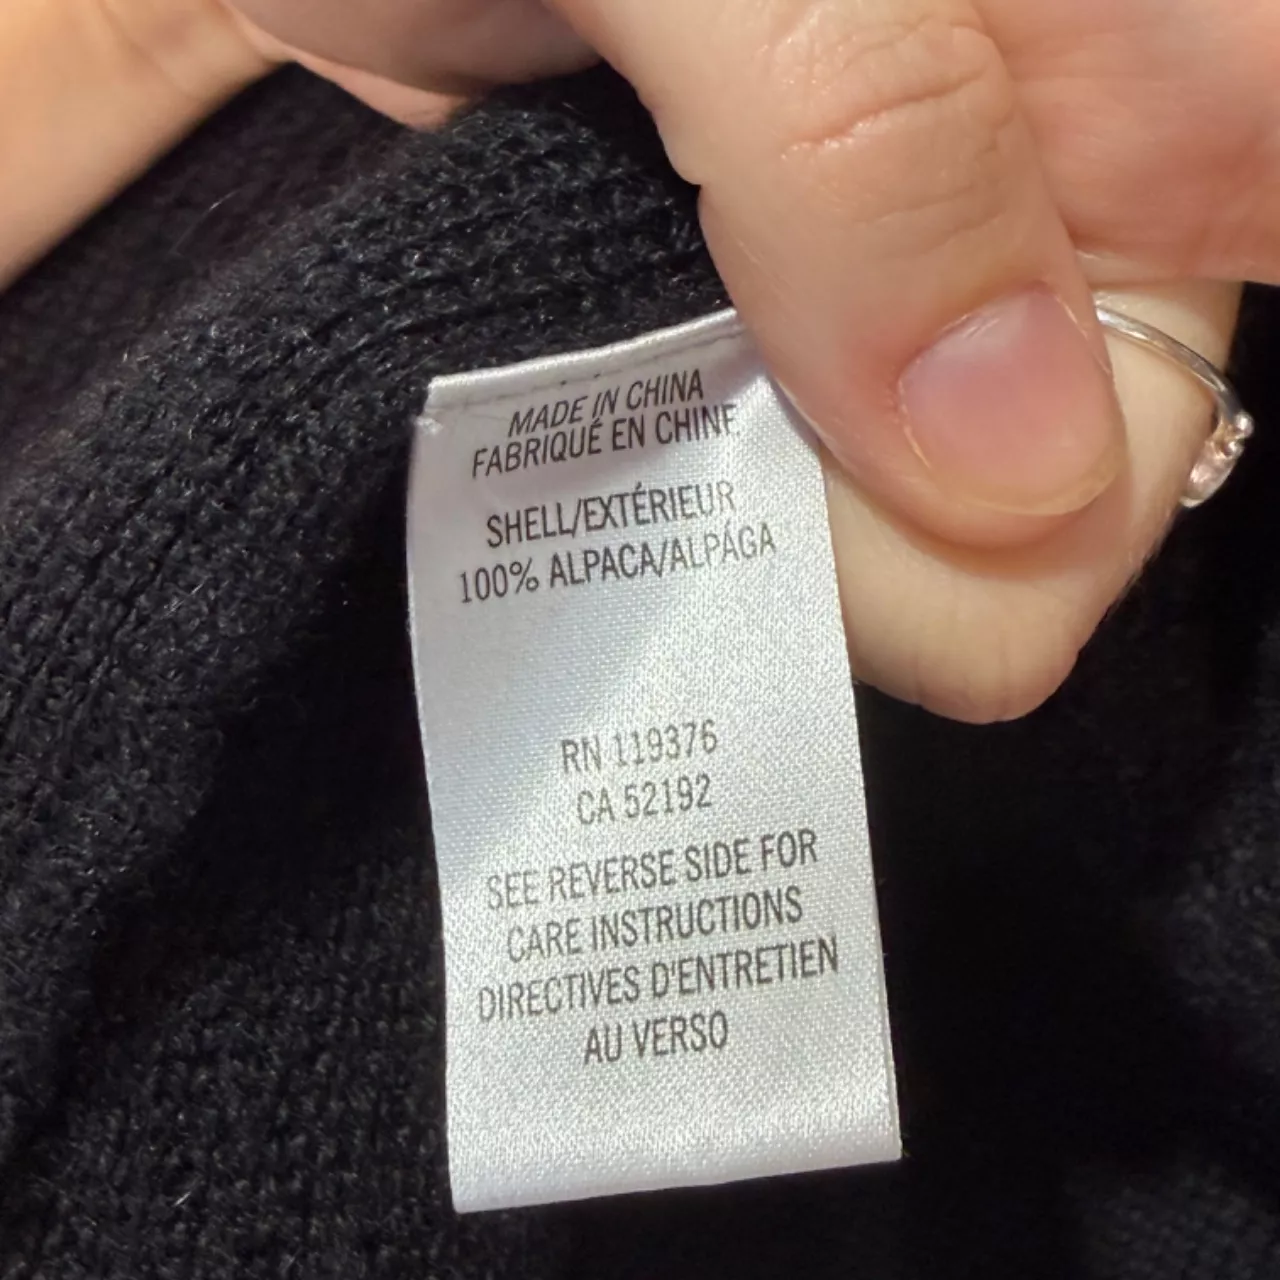 MADE IN CHINA
FABRIQUÉ EN CHINE
SHELL/EXTÉRIEUR
100% ALPACA/ALPÁGA
RN 119376
CA 52192
SEE REVERSE SIDE FOR
CARE INSTRUCTIONS
DIRECTIVES D'ENTRETIEN
AU VERSO